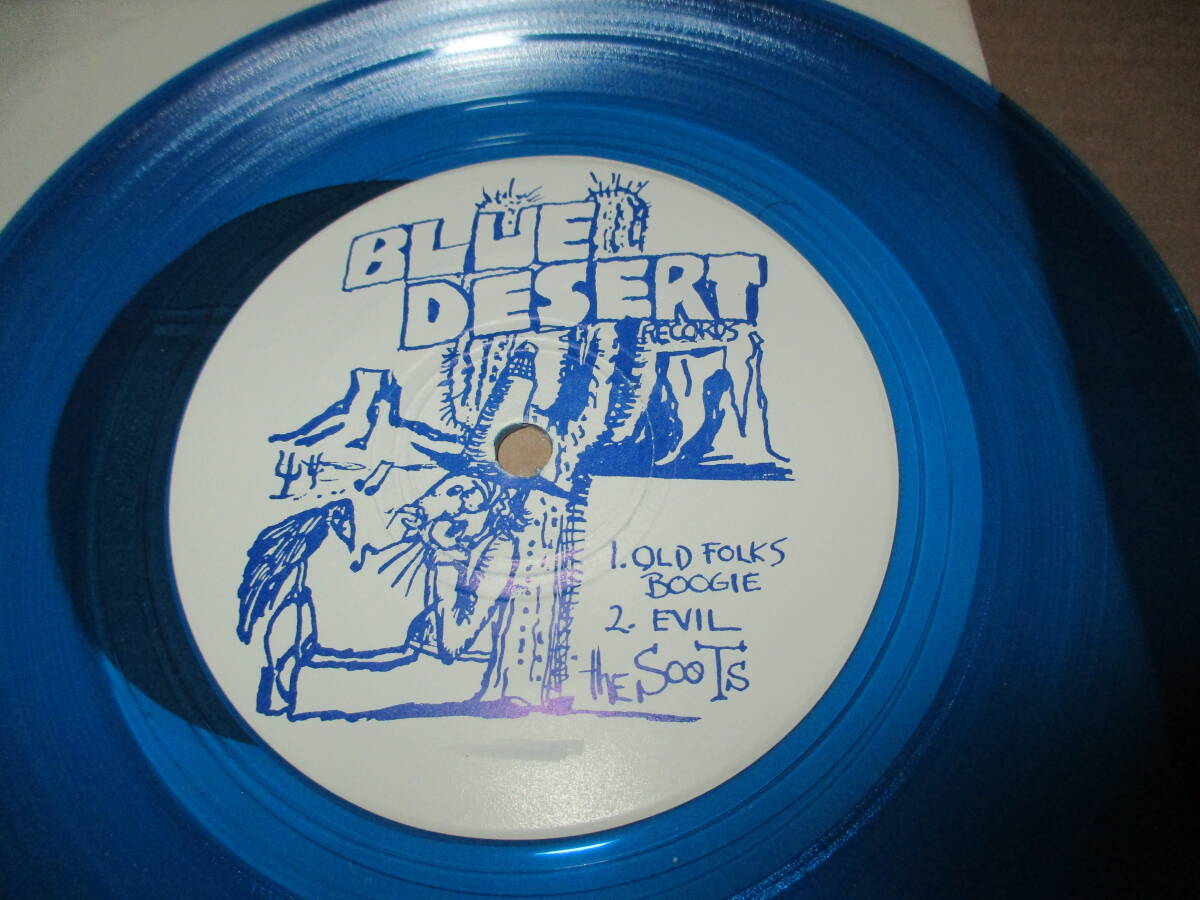 BLUE
DESERT
RECORDS
1. OLD FOLKS
BOOGIE
2. EVIL
the SooTs